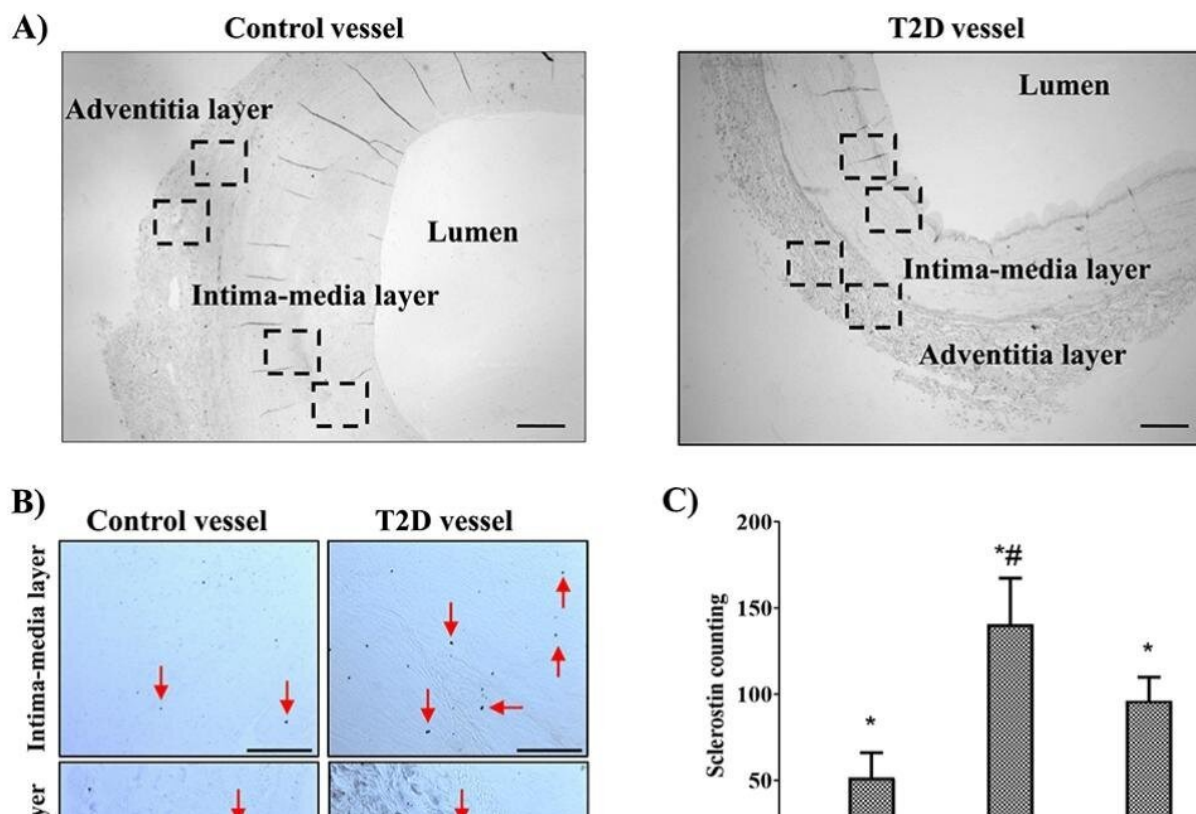 A)
Control vessel
Adventitia layer
Lumen
Intima-media layer
T2D vessel
Lumen
Intima-media layer
Adventitia layer
B)
Control vessel
T2D vessel
Intima-media layer
yer
C)
200
150
100
50
Sclerostin counting
*
*#
*